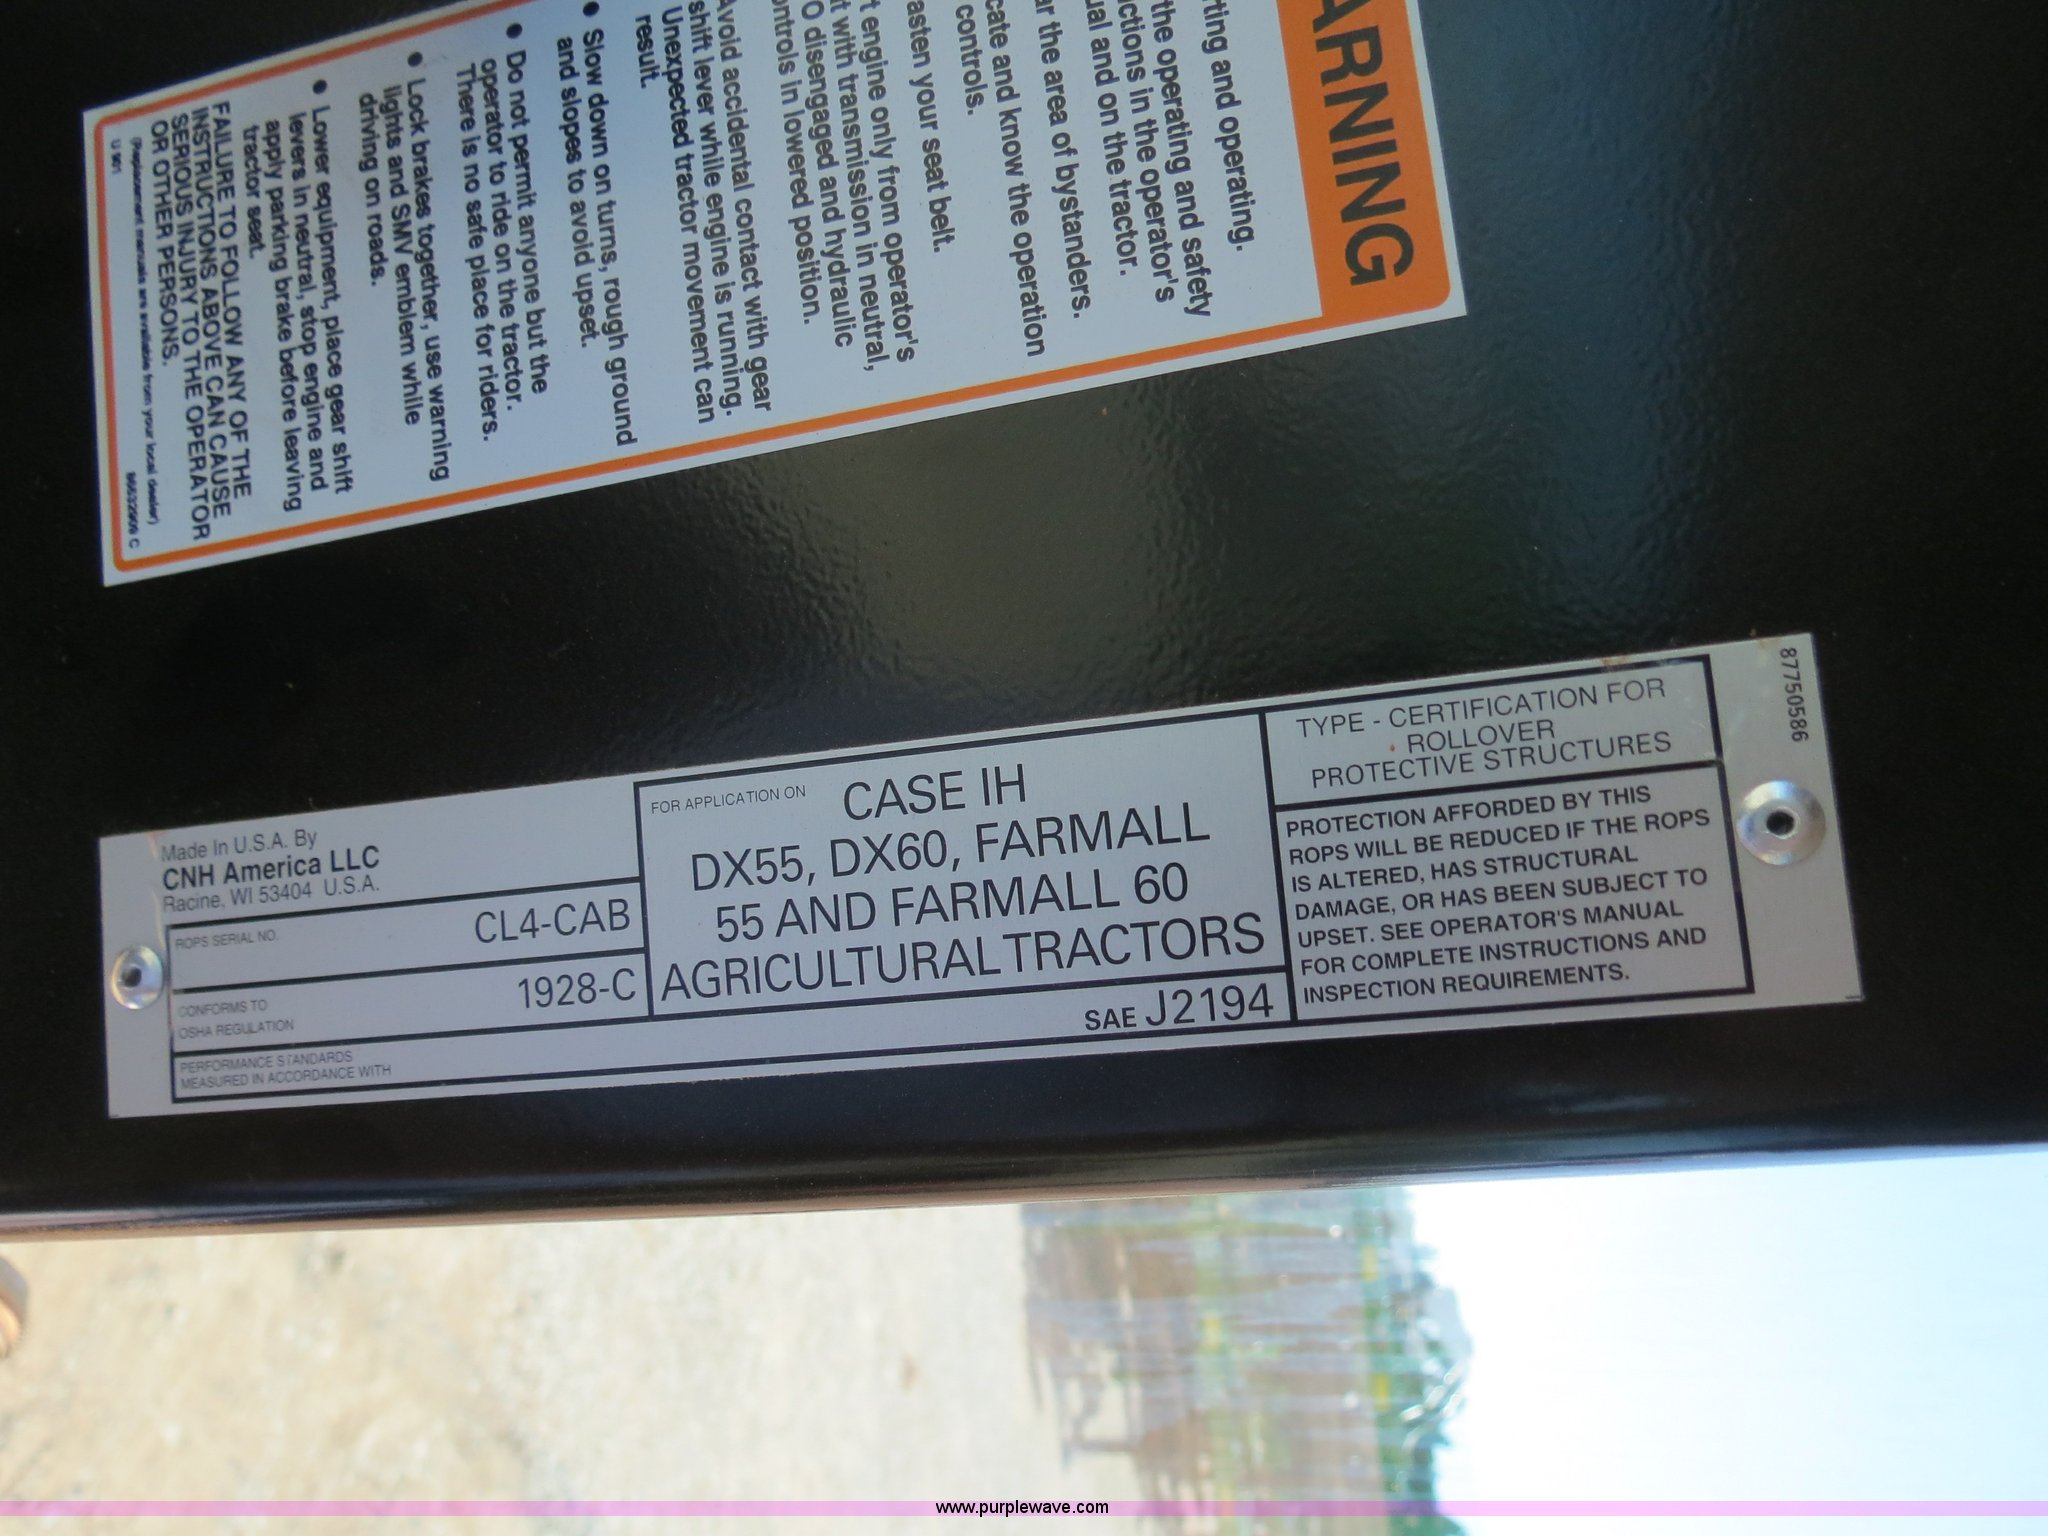 ARNING
rting and operating.
the operating and safety
ctions in the operator's
ual and on the tractor.
ar the area of bystanders.
cate and know the operation
controls.
asten your seat belt.
t engine only from operator's
t with transmission in neutral,
O disengaged and hydraulic
ontrols in lowered position.
Avoid accidental contact with gear
shift lever while engine is running.
Unexpected tractor movement can
result.
• Slow down on turns, rough ground
and slopes to avoid upset.
• Do not permit anyone but the
operator to ride on the tractor.
There is no safe place for riders.
• Lock brakes together, use warning
lights and SMV emblem while
driving on roads.
• Lower equipment, place gear shift
levers in neutral, stop engine and
apply parking brake before leaving
tractor seat.
FAILURE TO FOLLOW ANY OF THE
INSTRUCTIONS ABOVE CAN CAUSE
SERIOUS INJURY TO THE OPERATOR
OR OTHER PERSONS.
(Replacement manuals are available from your local dealer)
87750586
Made In U.S.A. By
CNH America LLC
Racine, WI 53404 U.S.A.
ROPS SERIAL NO.
CL4-CAB
CONFORMS TO
OSHA REGULATION
1928-C
PERFORMANCE STANDARDS
MEASURED IN ACCORDANCE WITH
SAE J2194
FOR APPLICATION ON
CASE IH
DX55, DX60, FARMALL
55 AND FARMALL 60
AGRICULTURAL TRACTORS
TYPE - CERTIFICATION FOR
ROLLOVER
PROTECTIVE STRUCTURES
PROTECTION AFFORDED BY THIS
ROPS WILL BE REDUCED IF THE ROPS
IS ALTERED, HAS STRUCTURAL
DAMAGE, OR HAS BEEN SUBJECT TO
UPSET. SEE OPERATOR'S MANUAL
FOR COMPLETE INSTRUCTIONS AND
INSPECTION REQUIREMENTS.
www.purplewave.com